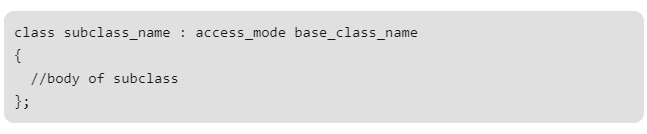 class subclass_name : access_mode base_class_name
{
  //body of subclass
};